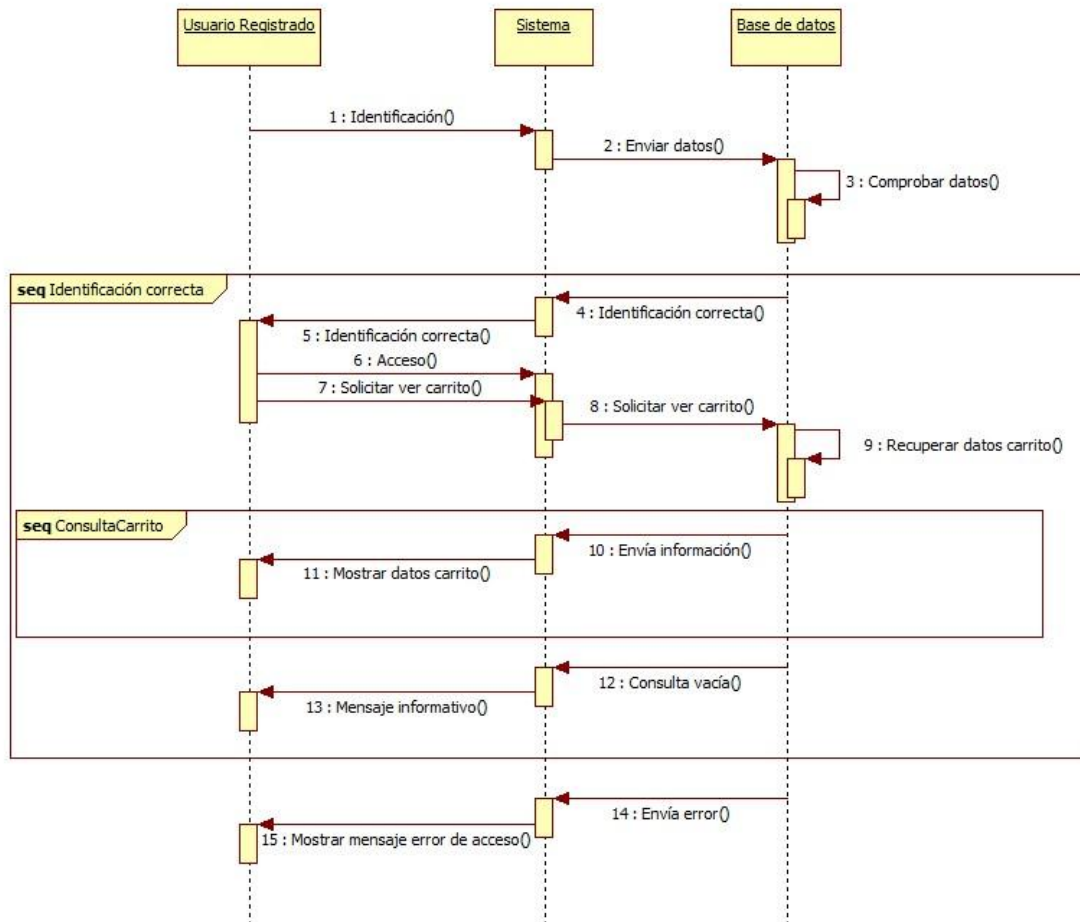 Usuario Registrado
Sistema
Base de datos
1 : Identificación()
2 : Enviar datos()
3 : Comprobar datos()
seq Identificación correcta
4 : Identificación correcta()
5 : Identificación correcta()
6 : Acceso()
7 : Solicitar ver carrito()
8 : Solicitar ver carrito()
9 : Recuperar datos carrito()
seq ConsultaCarrito
10 : Envía información()
11 : Mostrar datos carrito()
12 : Consulta vacía()
13 : Mensaje informativo()
14 : Envía error()
15 : Mostrar mensaje error de acceso()